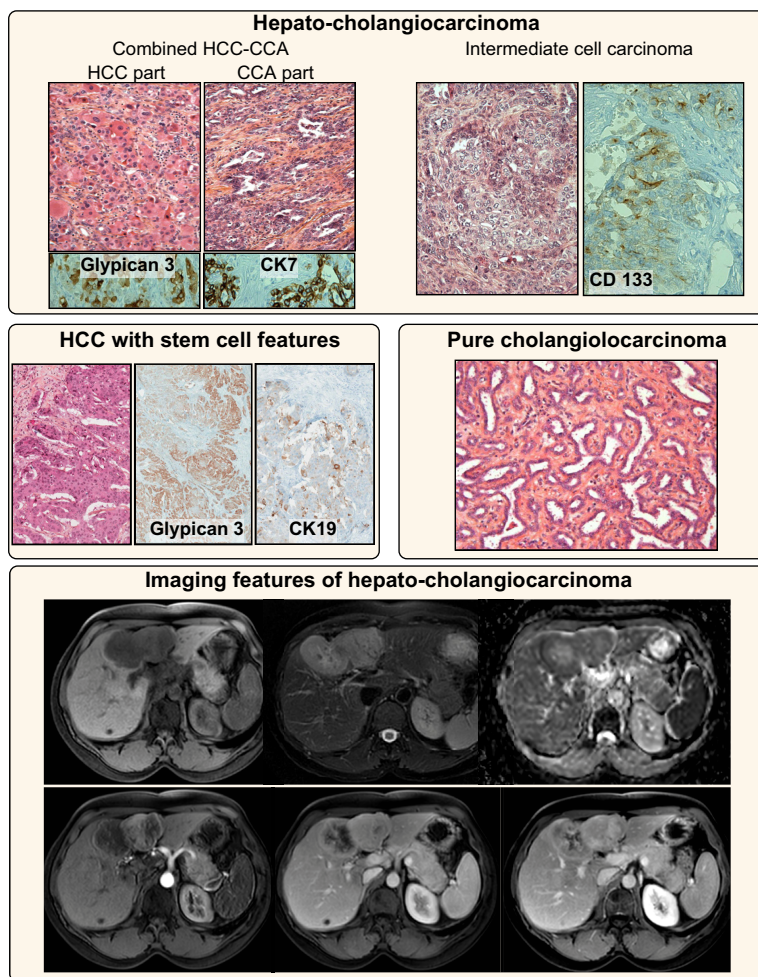 Hepato-cholangiocarcinoma
Combined HCC-CCA
HCC part
CCA part
Glypican 3
CK7
Intermediate cell carcinoma
CD 133
HCC with stem cell features
Glypican 3
CK19
Pure cholangiolocarcinoma
Imaging features of hepato-cholangiocarcinoma